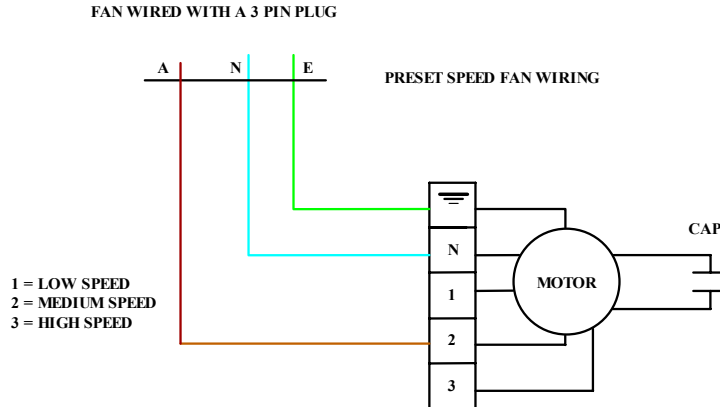 FAN WIRED WITH A 3 PIN PLUG
A N E
PRESET SPEED FAN WIRING
CAP
N
1
2
3
MOTOR
1 = LOW SPEED
2 = MEDIUM SPEED
3 = HIGH SPEED